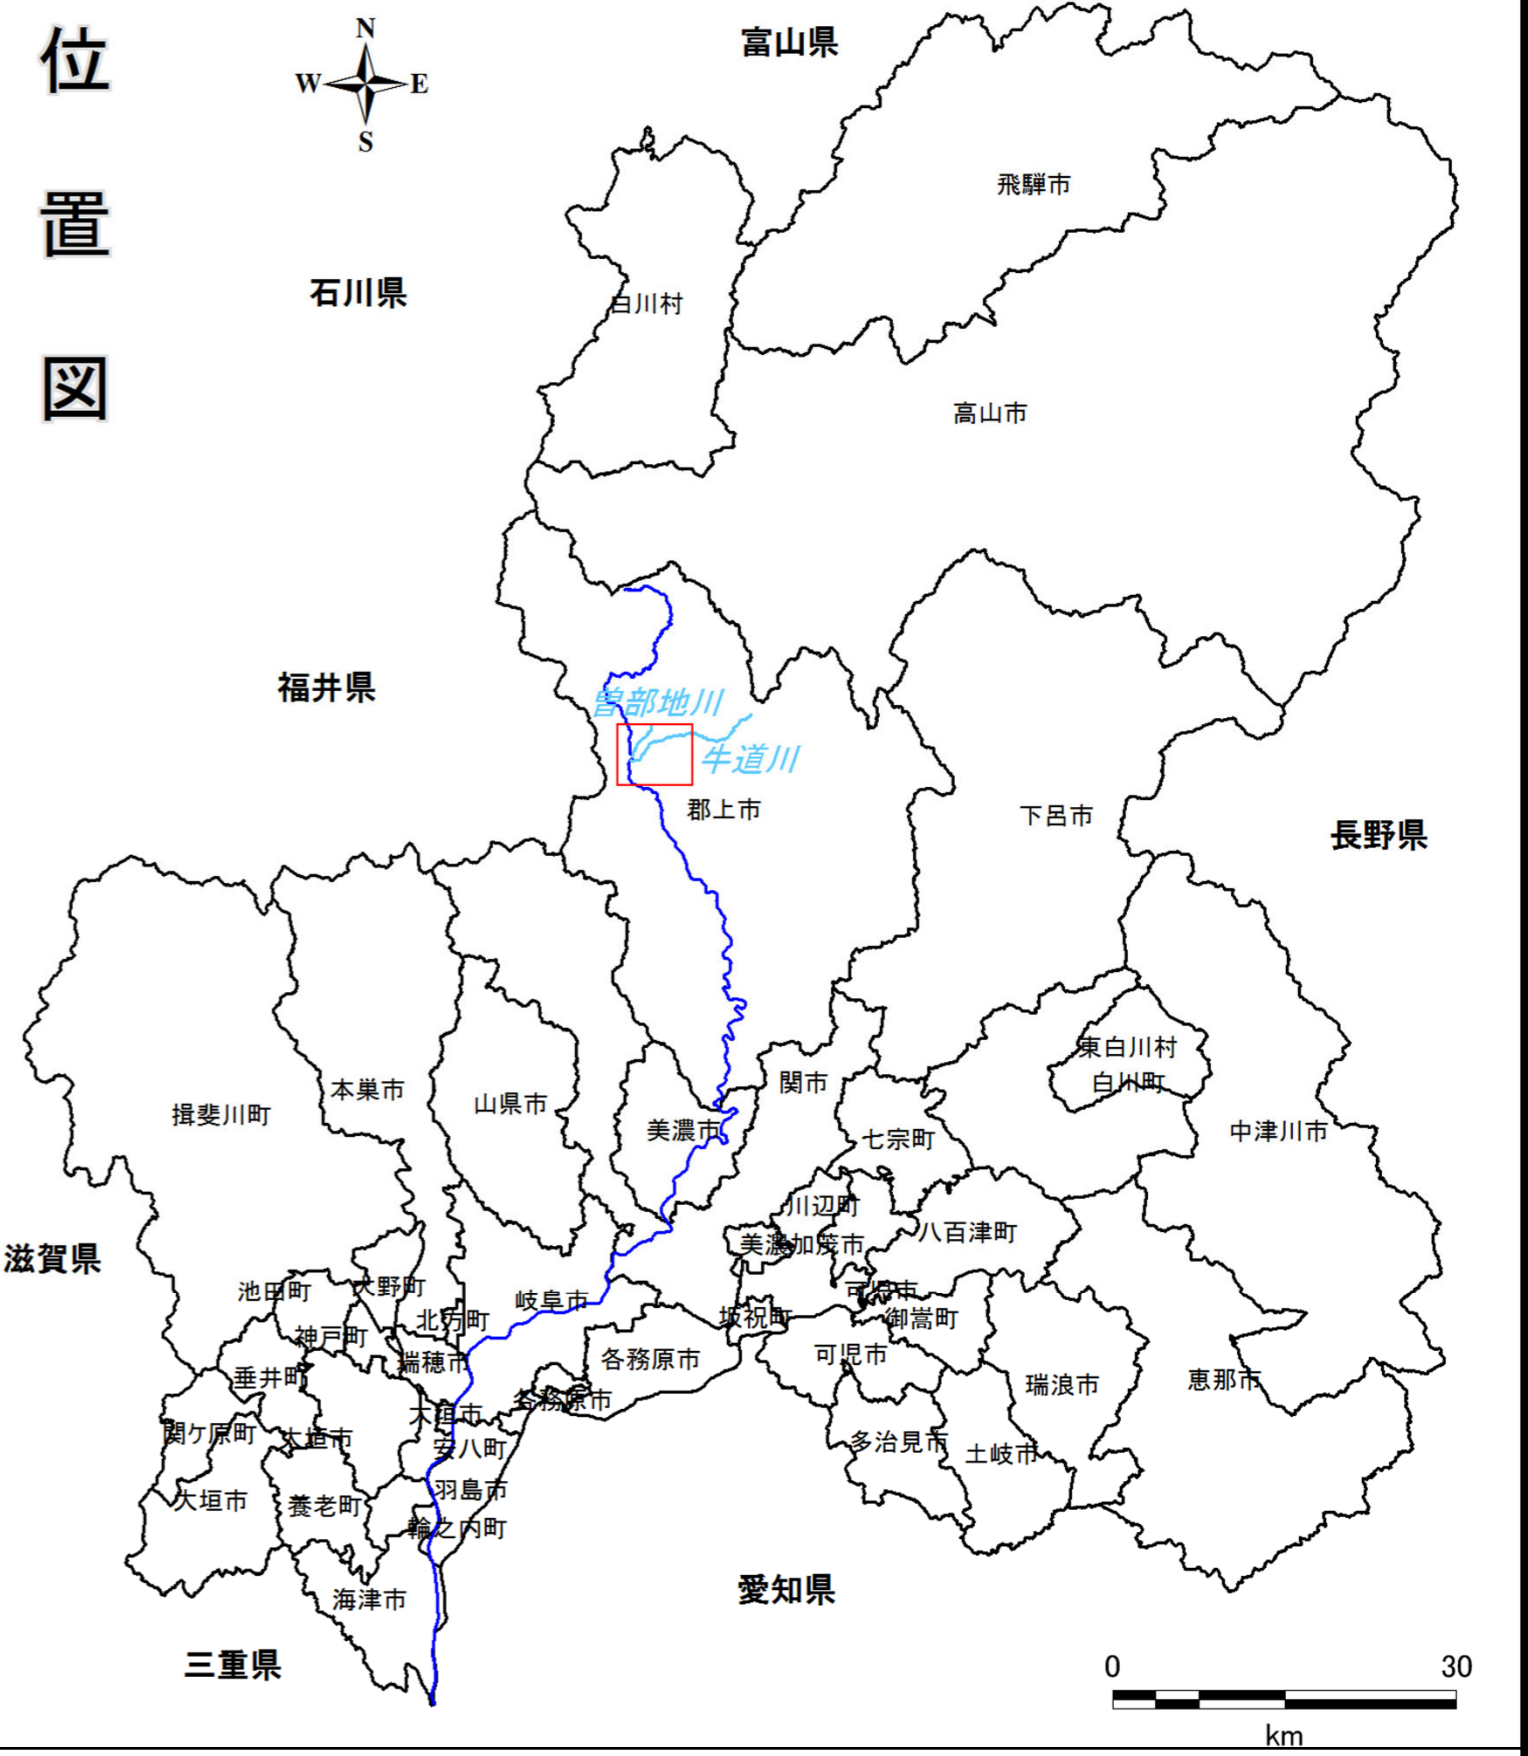 位置図
N
W E
S
富山県
飛騨市
石川県
白川村
高山市
福井県
曽部地川
牛道川
郡上市
下呂市
長野県
東白川村
白川町
関市
本巣市
山県市
揖斐川町
美濃市
七宗町
中津川市
川辺町
八百津町
美濃加茂市
滋賀県
池田町
大野町
可児市
岐阜市
北方町
坂祝町
御嵩町
神戸町
可児市
各務原市
瑞穂市
垂井町
瑞浪市
恵那市
各務原市
大垣市
関ケ原町
大垣市
安八町
多治見市
土岐市
羽島市
大垣市
養老町
輪之内町
海津市
愛知県
三重県
0 30
km